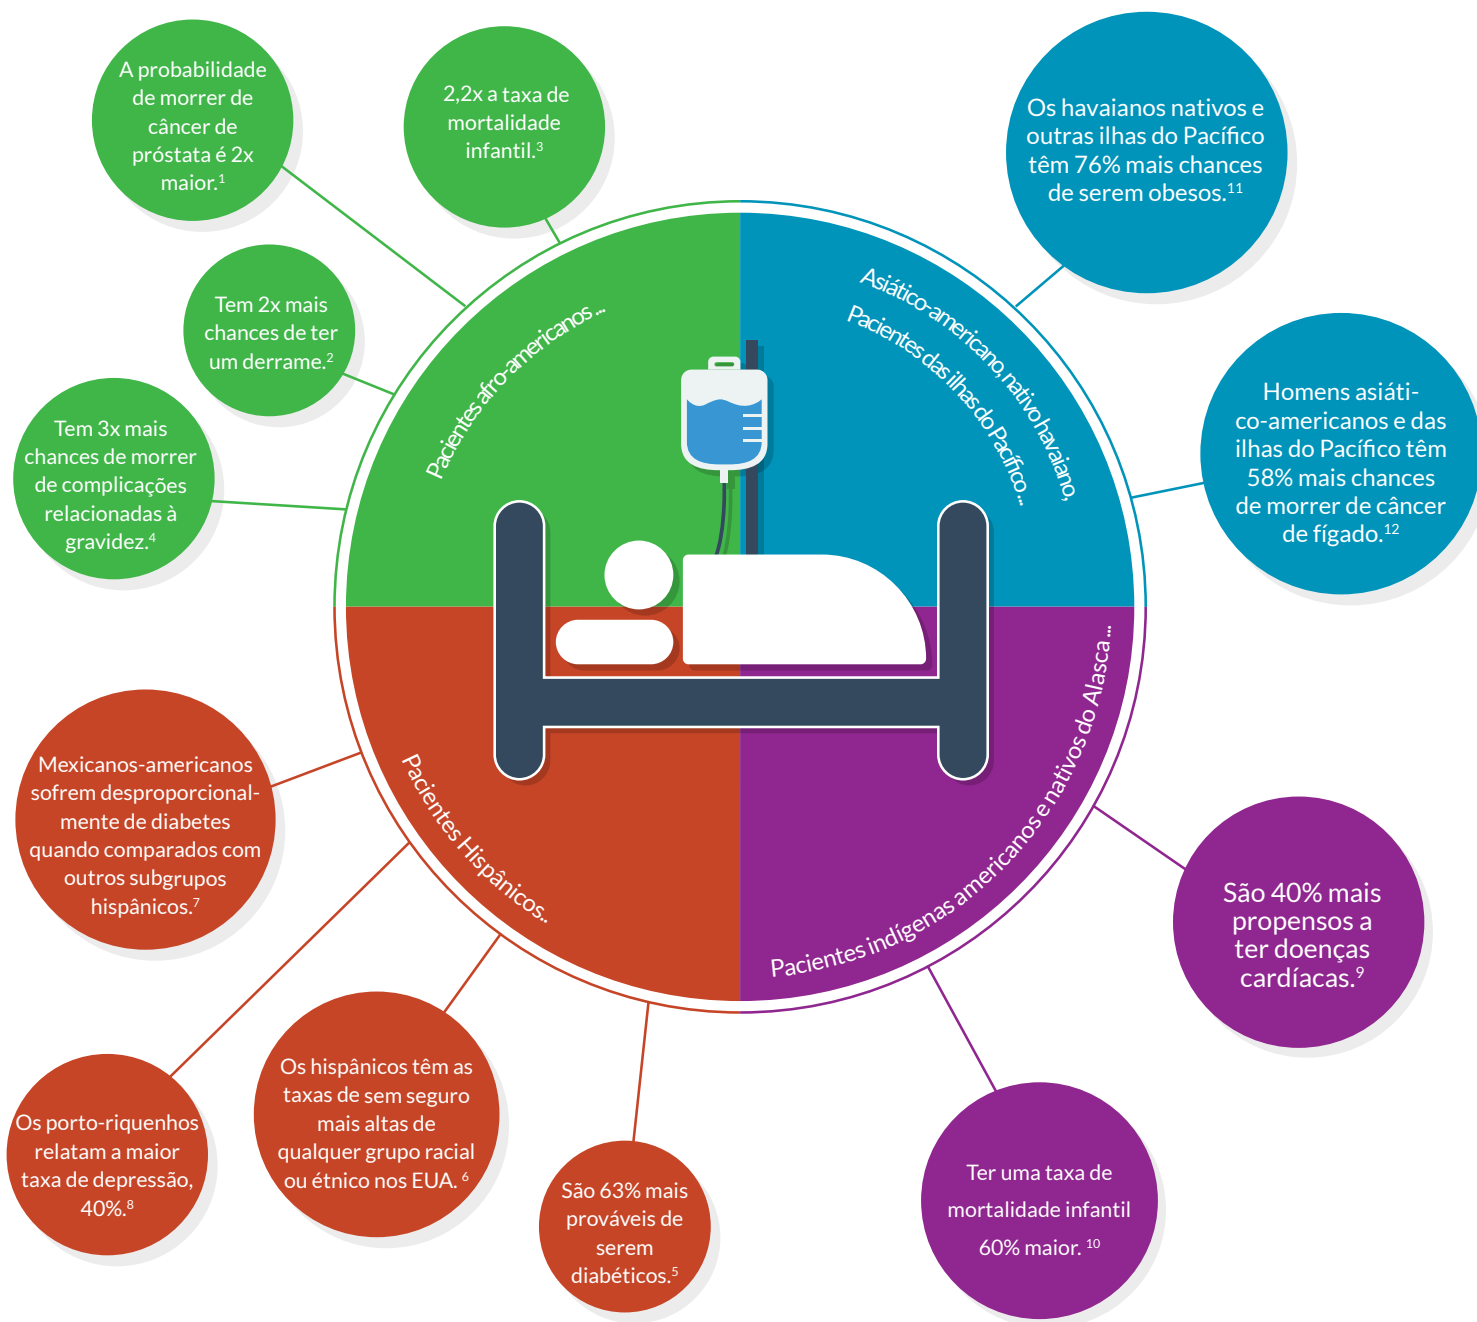 A probabilidade
de morrer de
câncer de
próstata é 2x
maior.1
2,2x a taxa de
mortalidade
infantil.3
Tem 2x mais
chances de ter
um derrame.2
Tem 3x mais
chances de morrer
de complicações
relacionadas à
gravidez.4
Pacientes afro-americanos...
Os havaianos nativos e
outras ilhas do Pacífico
têm 76% mais chances
de serem obesos.11
Homens asiáti-
co-americanos e das
ilhas do Pacífico têm
58% mais chances
de morrer de câncer
de fígado.12
Asiático-americano, nativo havaiano,
Pacientes das ilhas do Pacífico...
Mexicanos-americanos
sofrem desproporcional-
mente de diabetes
quando comparados com
outros subgrupos
hispânicos.7
Os porto-riquenhos
relatam a maior
taxa de depressão,
40%.8
Os hispânicos têm as
taxas de sem seguro
mais altas de
qualquer grupo racial
ou étnico nos EUA. 6
São 63% mais
prováveis de
serem
diabéticos.5
Pacientes Hispânicos..
Pacientes indígenas americanos e nativos do Alasca...
São 40% mais
propensos a
ter doenças
cardíacas.9
Ter uma taxa de
mortalidade infantil
60% maior. 10